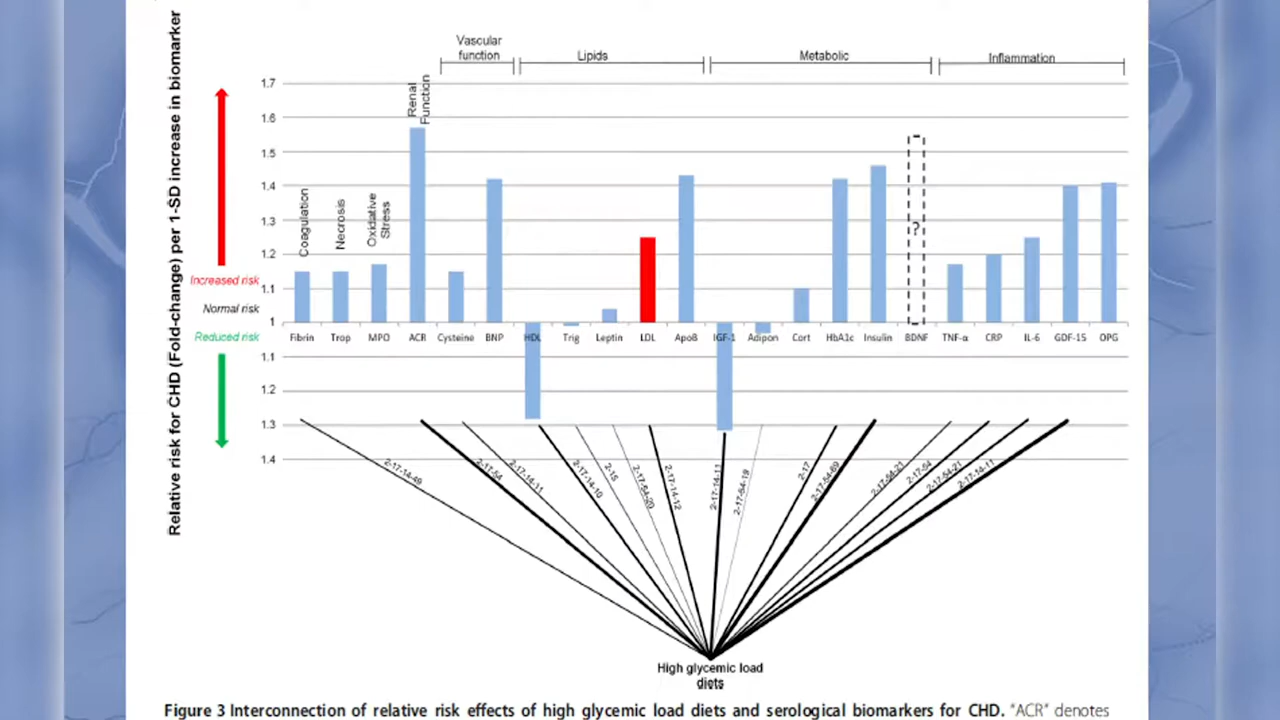 Relative risk for CHD (Fold-change) per 1-SD increase in biomarker
Vascular
function
Lipids
Metabolic
Inflammation
1.7
1.6
1.5
1.4
1.3
1.2
1.1
1
1.1
1.2
1.3
1.4
Increased risk
Normal risk
Reduced risk
Coagulation
Necrosis
Oxidative
Stress
Renal
Function
?
Fibrin Trop MPO ACR Cysteine BNP HDL Trig Leptin LDL ApoB IGF-1 Adipon Cort HbA1c Insulin BDNF TNF-α CRP IL-6 GDF-15 OPG
2-17-14-49
2-17-54
2-17-14-11
2-17-14-10
2-15
2-17-54-20
2-17-14-12
2-17-14-11
2-17-54-19
2-17
2-17-54-69
2-17-54-21
2-17-54
2-17-54-21
2-17-14-11
High glycemic load
diets
Figure 3 Interconnection of relative risk effects of high glycemic load diets and serological biomarkers for CHD. “ACR” denotes